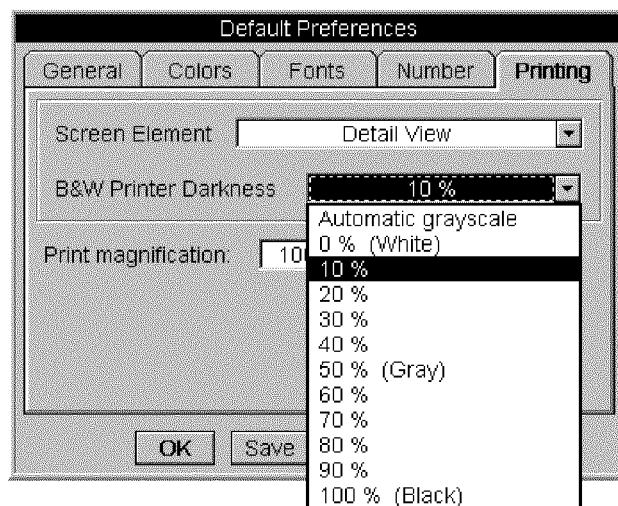 Default Preferences
General Colors Fonts Number Printing
Screen Element Detail View
B&W Printer Darkness 10 %
Automatic grayscale
0 % (White)
Print magnification:
10 %
20 %
30 %
40 %
50 % (Gray)
60 %
70 %
80 %
90 %
100 % (Black)
OK Save